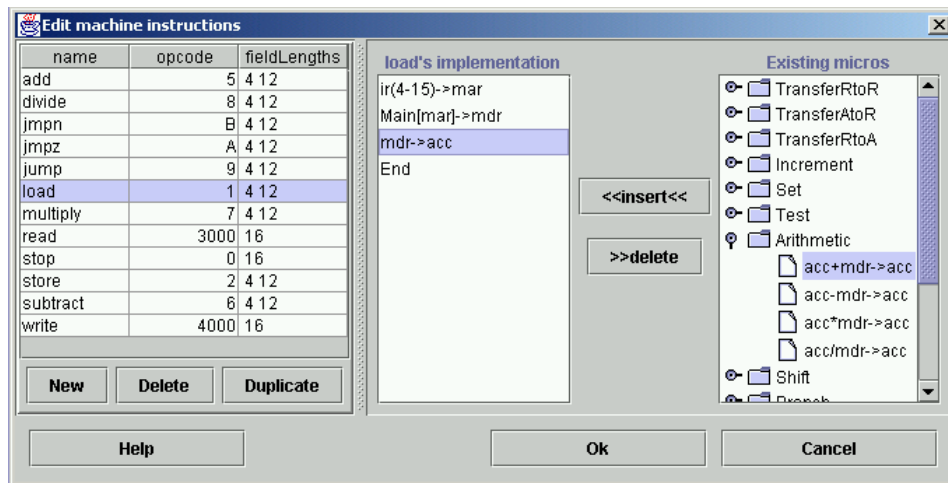 Edit machine instructions
name opcode fieldLengths
add 5 4 12
divide 8 4 12
jmpn B 4 12
jmpz A 4 12
jump 9 4 12
load 1 4 12
multiply 7 4 12
read 3000 16
stop 0 16
store 2 4 12
subtract 6 4 12
write 4000 16
New Delete Duplicate
load's implementation
ir(4-15)->mar
Main[mar]->mdr
mdr->acc
End
<<insert<<
>>delete
Existing micros
TransferRtoR
TransferAtoR
TransferRtoA
Increment
Set
Test
Arithmetic
acc+mdr->acc
acc-mdr->acc
acc*mdr->acc
acc/mdr->acc
Shift
Help Ok Cancel